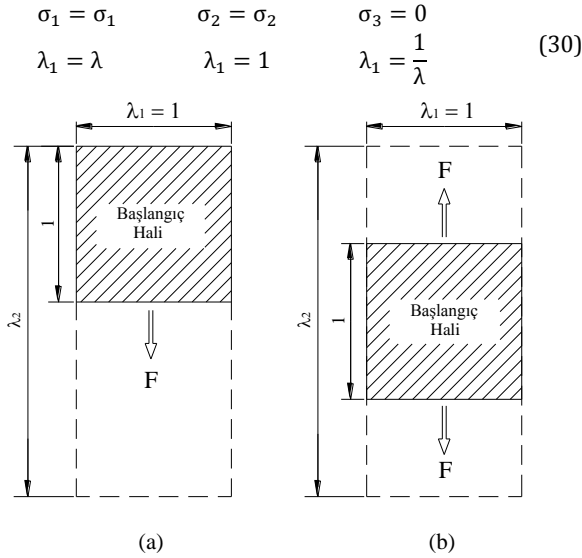 σ₁ = σ₁ σ₂ = σ₂ σ₃ = 0
λ₁ = λ λ₁ = 1 λ₁ = 1/λ (30)
λ₁ = 1
λ₂
1
Başlangıç
Hali
F
(a)
λ₁ = 1
F
λ₂
1
Başlangıç
Hali
F
(b)